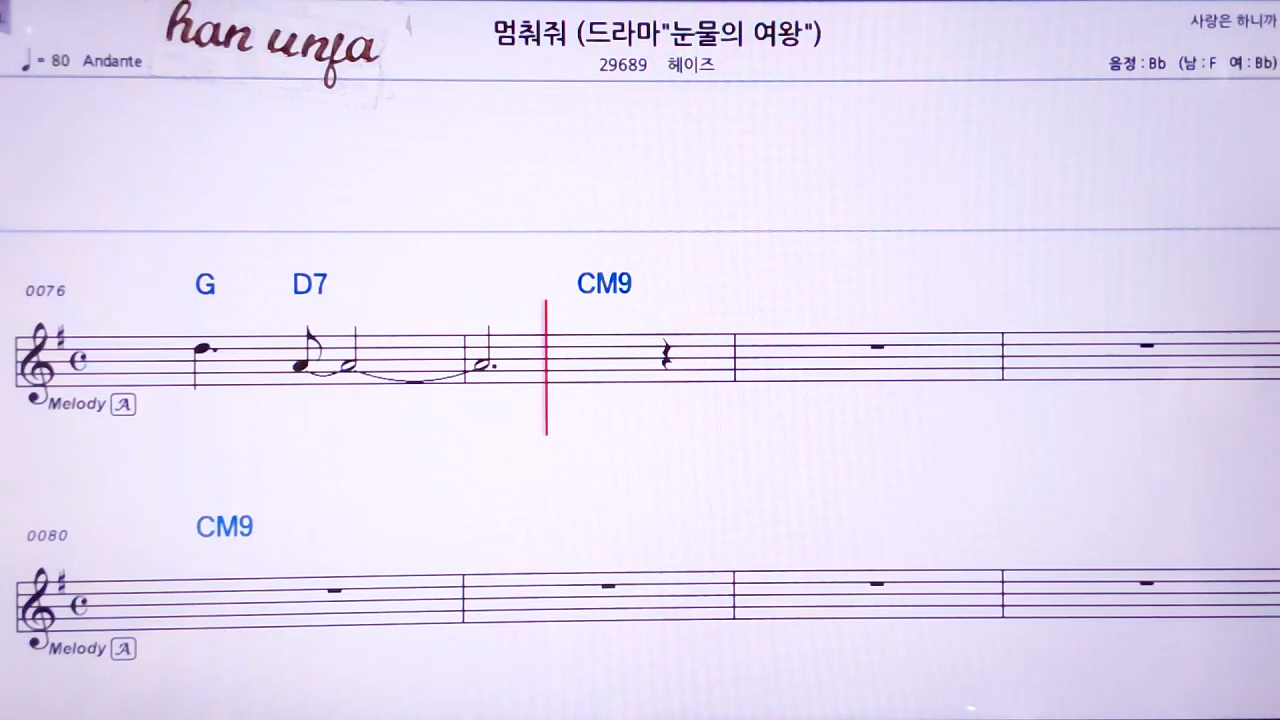 han unfa
멈춰줘 (드라마"눈물의 여왕")
사랑은 하니까
= 80 Andante
29689 헤이즈
음정 : Bb (남 : F 여 : Bb)
G D7 CM9
0076
Melody A
CM9
0080
Melody A